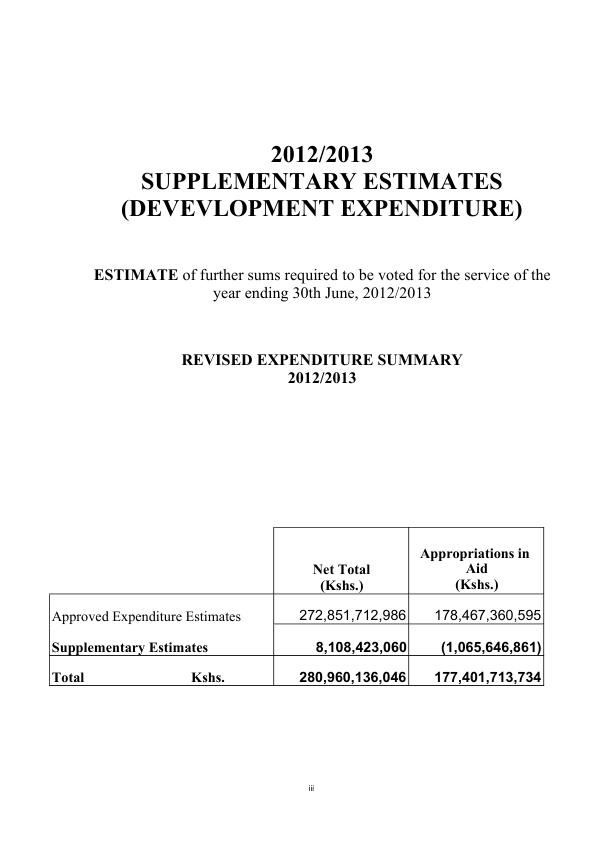 2012/2013
SUPPLEMENTARY ESTIMATES
(DEVEVLOPMENT EXPENDITURE)
ESTIMATE of further sums required to be voted for the service of the
year ending 30th June, 2012/2013
REVISED EXPENDITURE SUMMARY
2012/2013
Net Total
(Kshs.)
Appropriations in
Aid
(Kshs.)
Approved Expenditure Estimates 272,851,712,986 178,467,360,595
Supplementary Estimates 8,108,423,060 (1,065,646,861)
Total Kshs. 280,960,136,046 177,401,713,734
iii